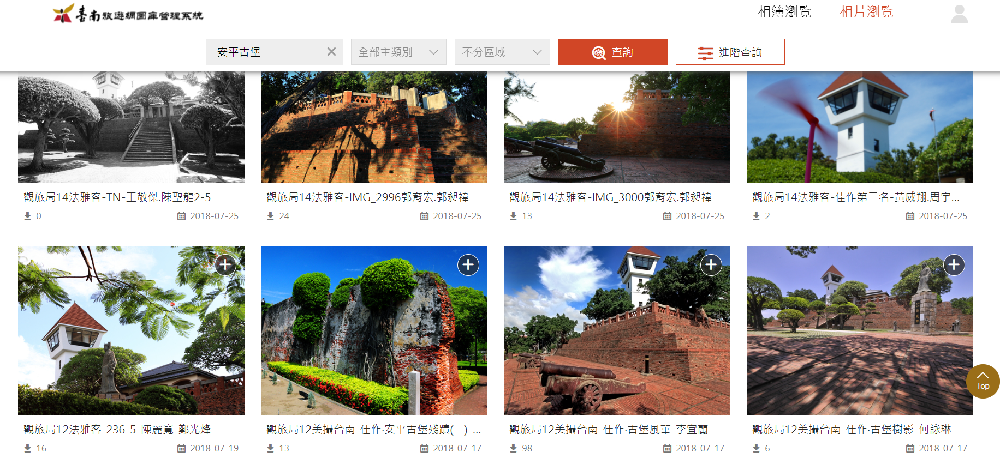 臺南旅遊網圖庫管理系統
相簿瀏覽
相片瀏覽
安平古堡
全部主類別
不分區域
查詢
進階查詢
觀旅局14法雅客-TN-王敬傑.陳聖龍2-5
0
2018-07-25
觀旅局14法雅客-IMG_2996郭育宏.郭昶禕
24
2018-07-25
觀旅局14法雅客-IMG_3000郭育宏.郭昶禕
13
2018-07-25
觀旅局14法雅客-佳作第二名-黃威翔.周宇...
2
2018-07-25
觀旅局12法雅客-236-5-陳麗寬-鄭光烽
16
2018-07-19
觀旅局12美攝台南-佳作·安平古堡殘蹟(一)_...
13
2018-07-17
觀旅局12美攝台南-佳作·古堡風華-李宜蘭
98
2018-07-17
觀旅局12美攝台南-佳作·古堡樹影_何詠琳
6
2018-07-17
Top